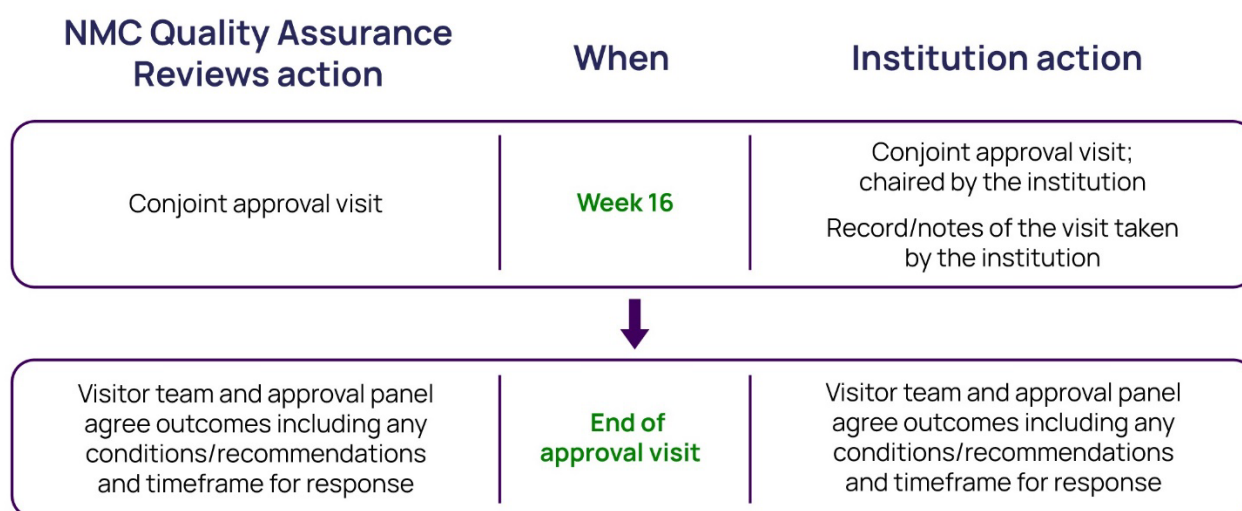 NMC Quality Assurance
Reviews action
When
Institution action
Conjoint approval visit
Week 16
Conjoint approval visit;
chaired by the institution
Record/notes of the visit taken
by the institution
Visitor team and approval panel
agree outcomes including any
conditions/recommendations
and timeframe for response
End of
approval visit
Visitor team and approval panel
agree outcomes including any
conditions/recommendations
and timeframe for response